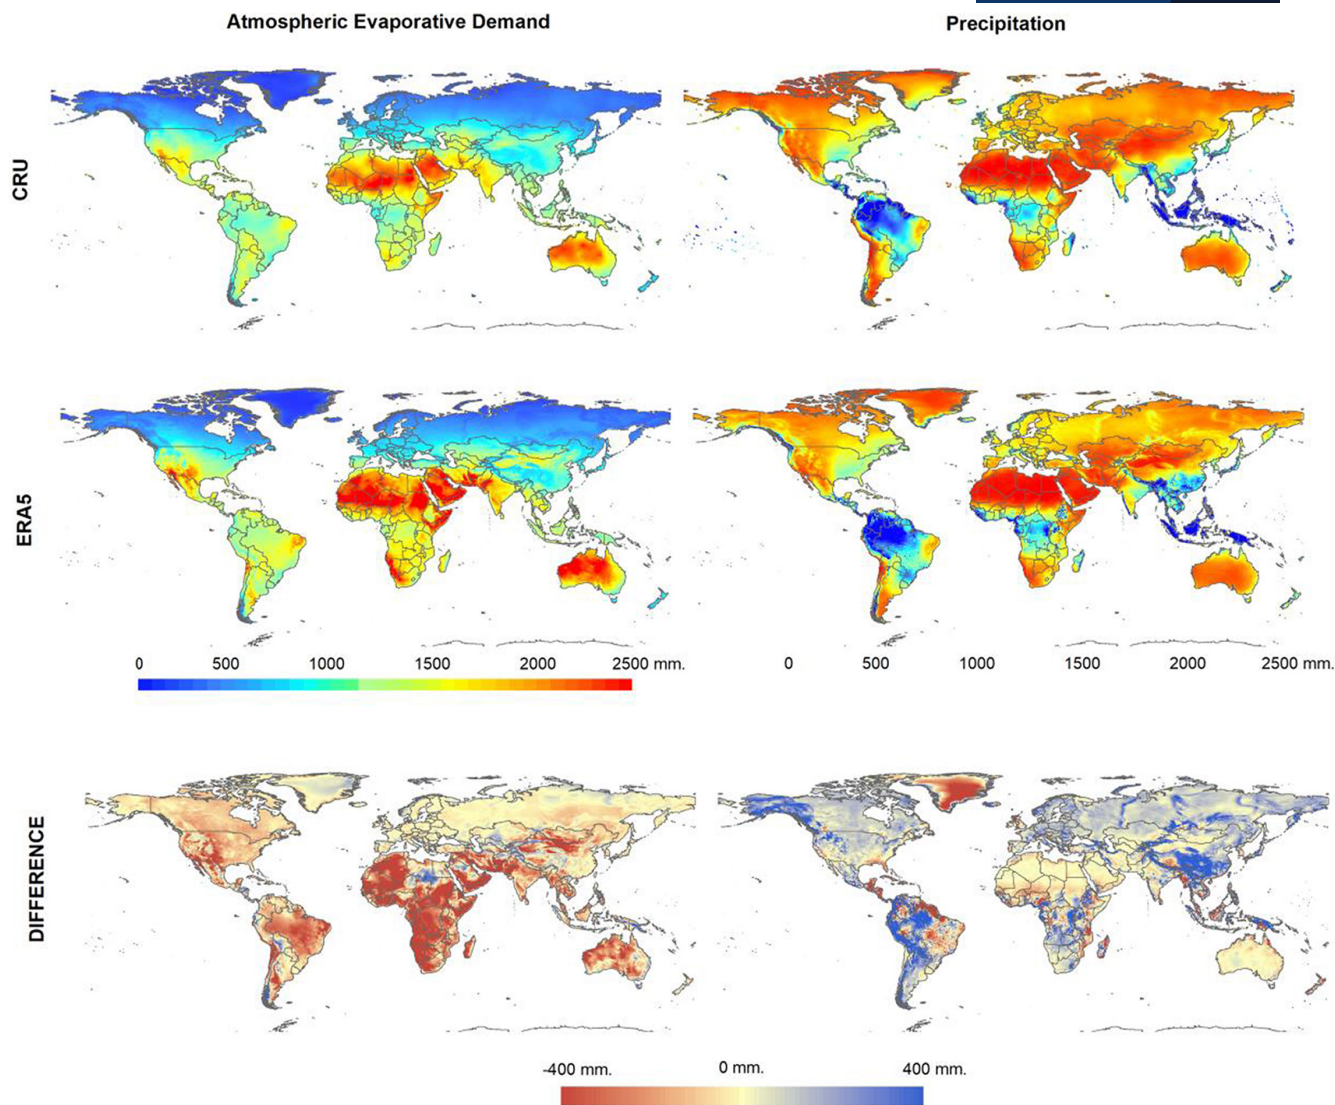 Atmospheric Evaporative Demand
Precipitation
CRU
ERA5
0 500 1000 1500 2000 2500 mm.
0 500 1000 1500 2000 2500 mm.
DIFFERENCE
-400 mm. 0 mm. 400 mm.